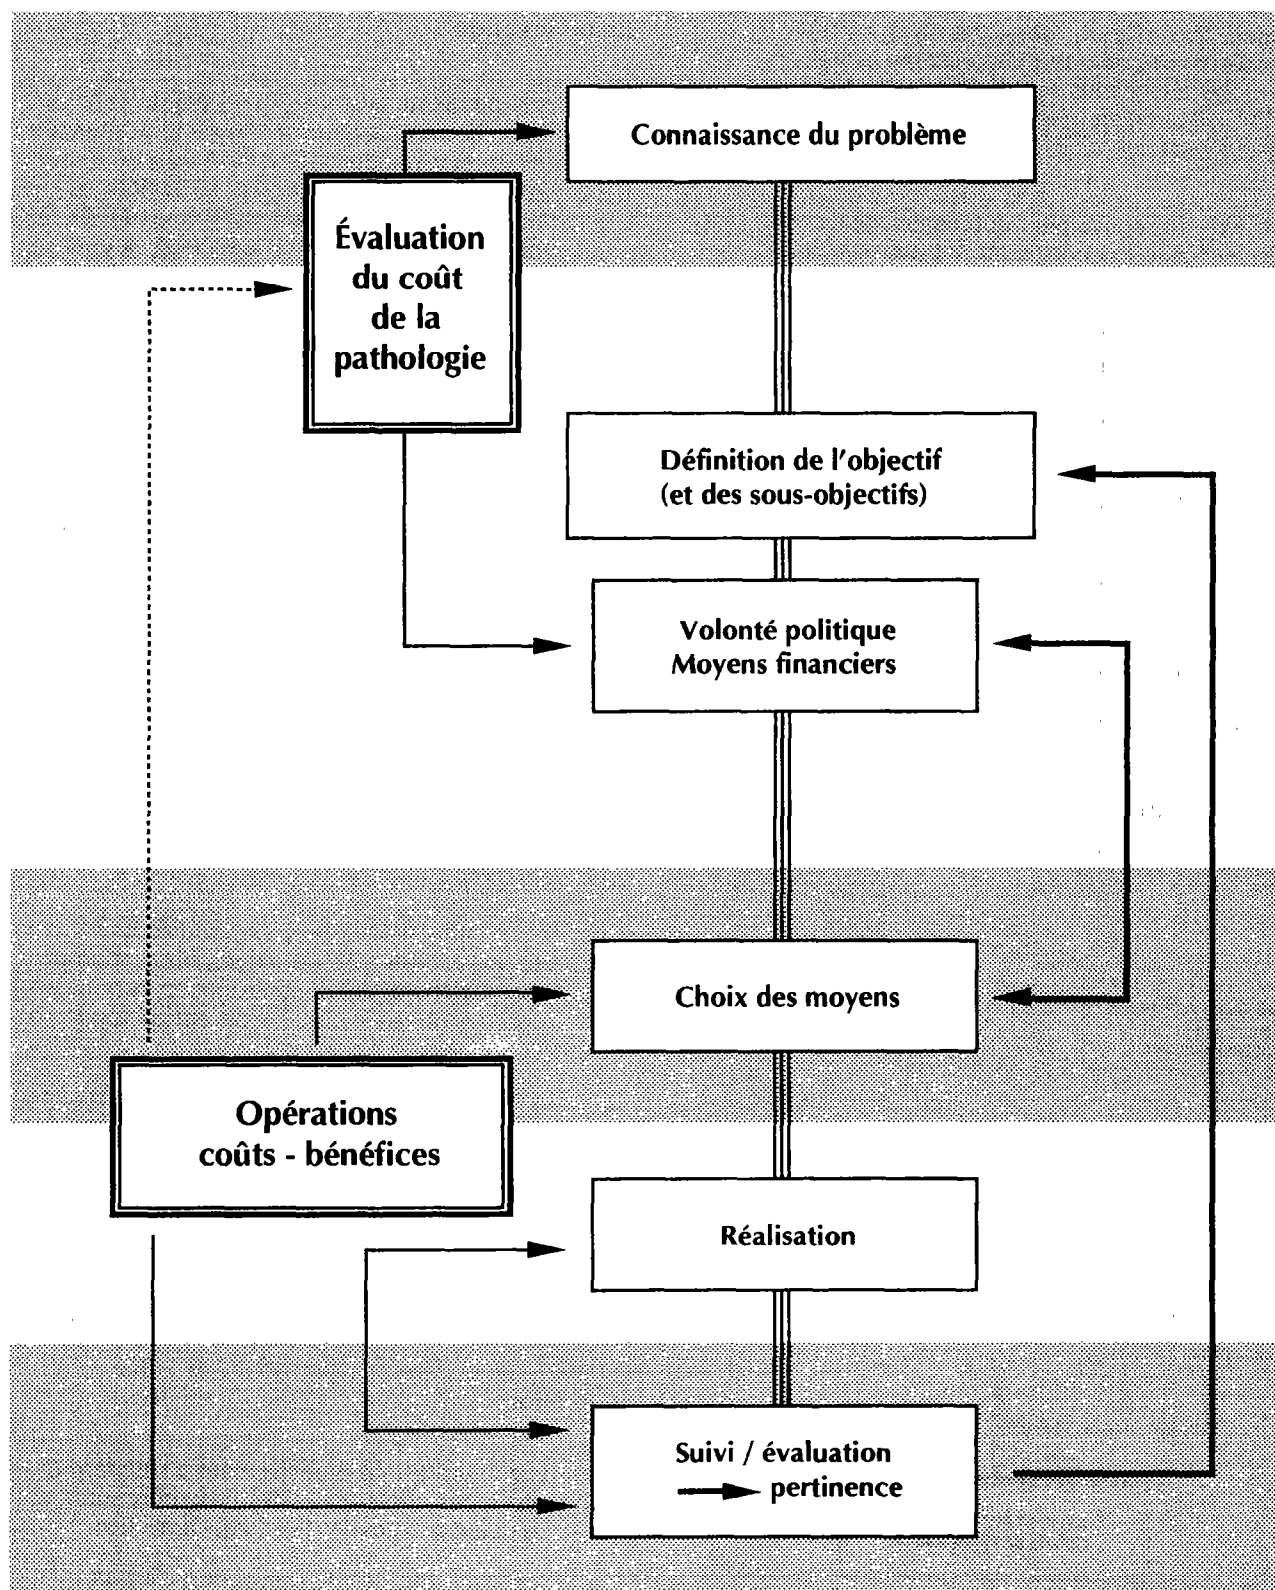 Connaissance du problème
Évaluation
du coût
de la
pathologie
Définition de l'objectif
(et des sous-objectifs)
Volonté politique
Moyens financiers
Choix des moyens
Opérations
coûts - bénéfices
Réalisation
Suivi / évaluation
pertinence